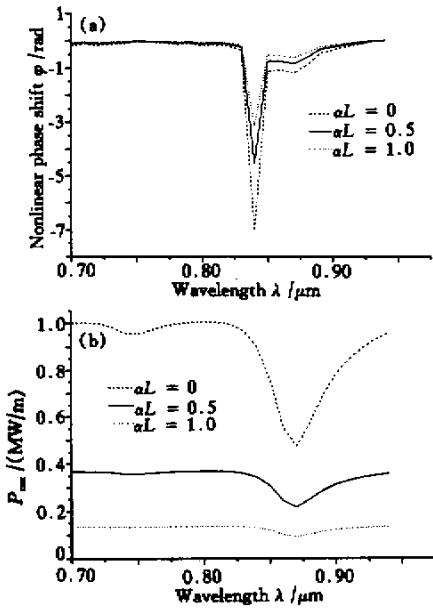 (a)
Nonlinear phase shift φ /rad
1
-1
-3
-5
-7
αL = 0
αL = 0.5
αL = 1.0
0.70
0.80
0.90
Wavelength λ /μm
(b)
P /(MW/m)
1.0
0.8
0.6
0.4
0.2
0
αL = 0
αL = 0.5
αL = 1.0
0.70
0.80
0.90
Wavelength λ /μm